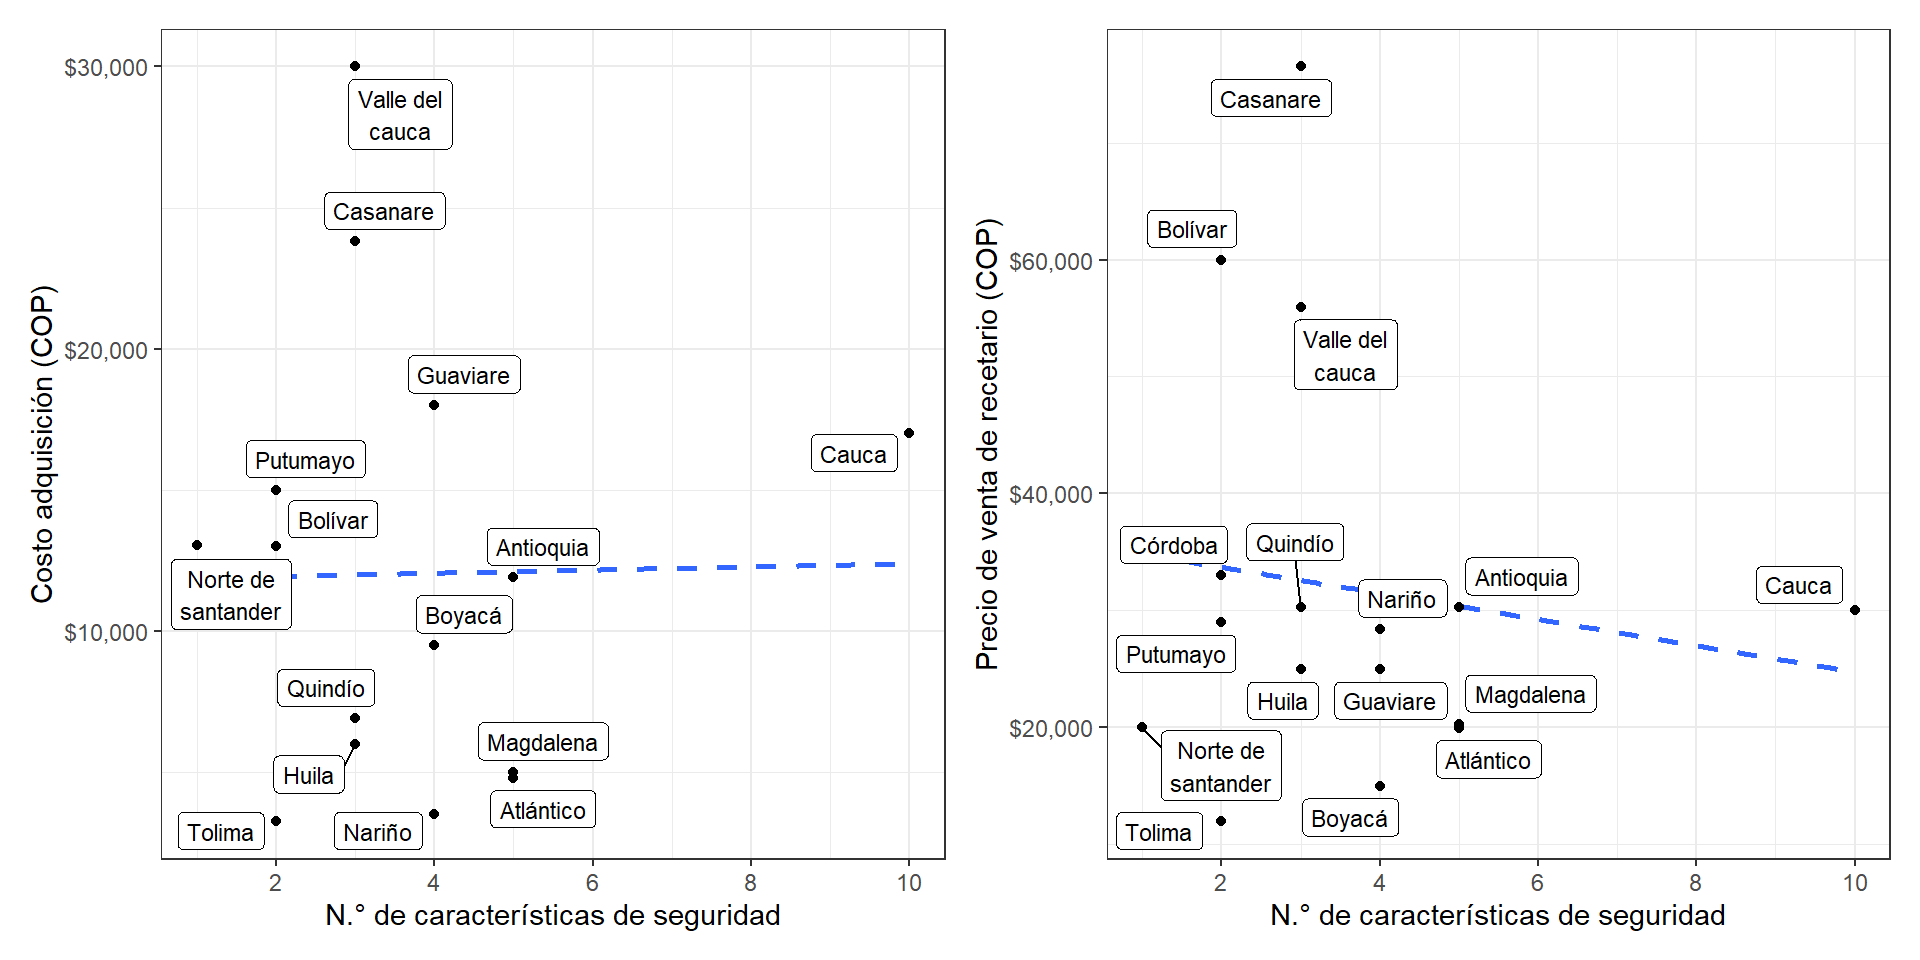 Costo adquisición (COP)
$30,000
$20,000
$10,000
Valle del
cauca
Casanare
Guaviare
Cauca
Putumayo
Bolívar
Antioquia
Norte de
santander
Boyacá
Quindío
Magdalena
Huila
Atlántico
Tolima
Nariño
2
4
6
8
10
N.° de características de seguridad
Precio de venta de recetario (COP)
$60,000
$40,000
$20,000
Casanare
Bolívar
Valle del
cauca
Córdoba
Quindío
Antioquia
Cauca
Nariño
Putumayo
Huila
Guaviare
Magdalena
Norte de
santander
Atlántico
Boyacá
Tolima
2
4
6
8
10
N.° de características de seguridad